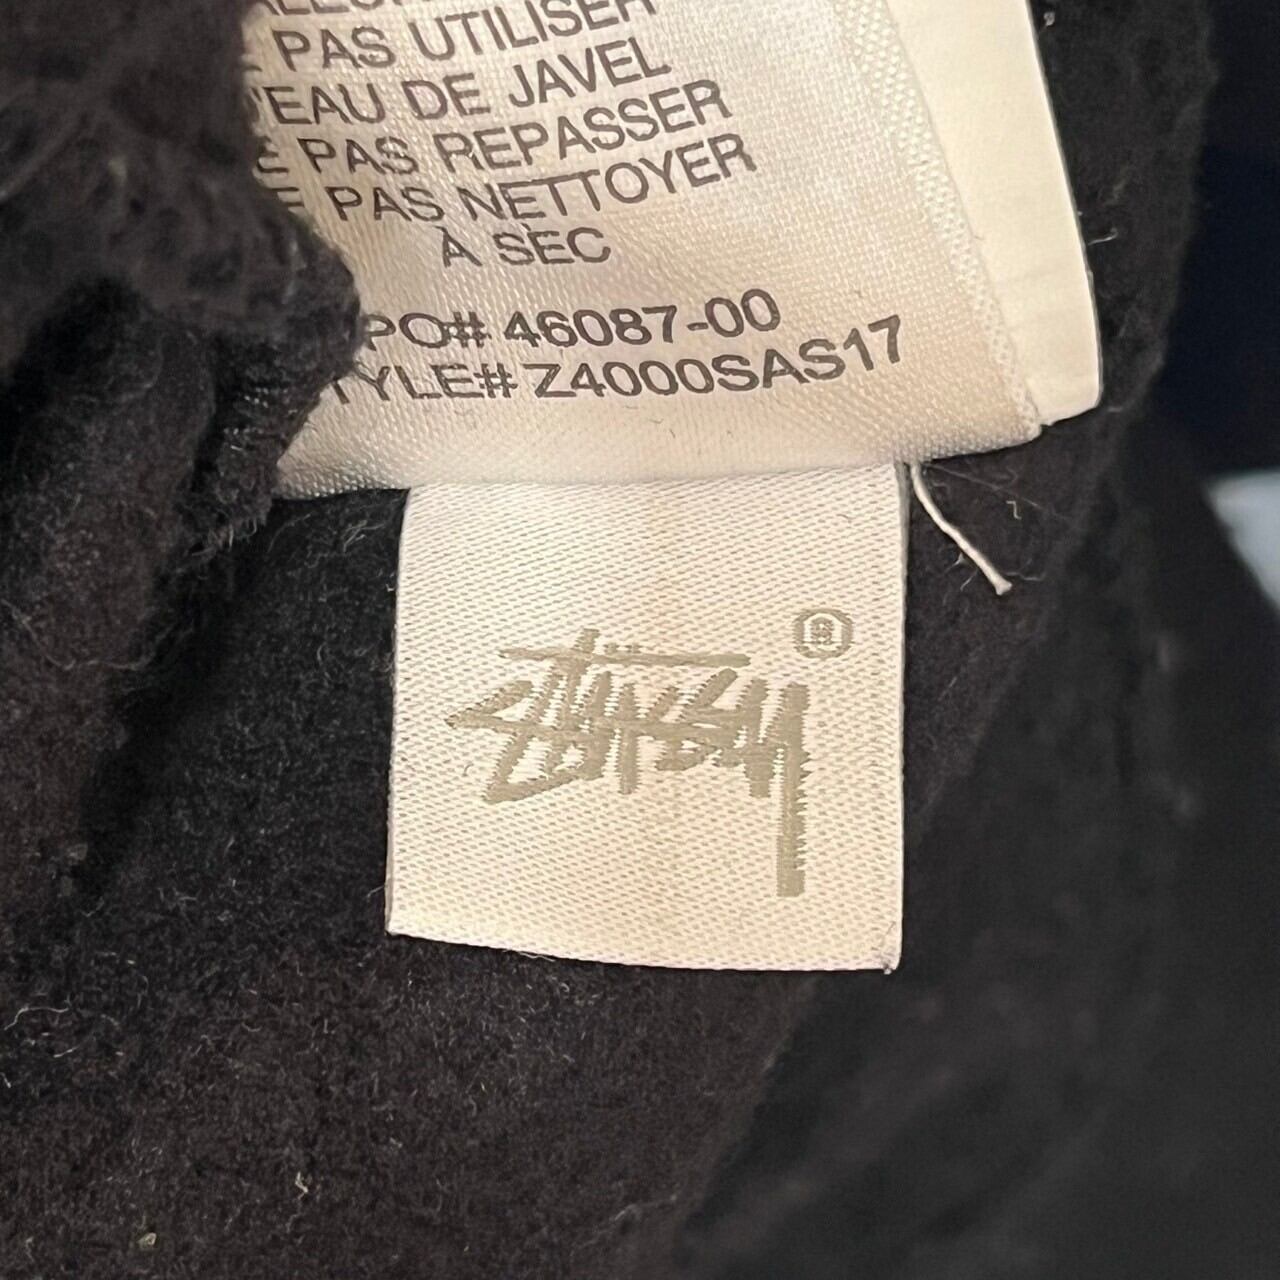 PAS UTILISER
'EAU DE JAVEL
PAS REPASSER
PAS NETTOYER
À SEC
PO# 46087-00
TYLE# Z4000SAS17
Stüssy ®